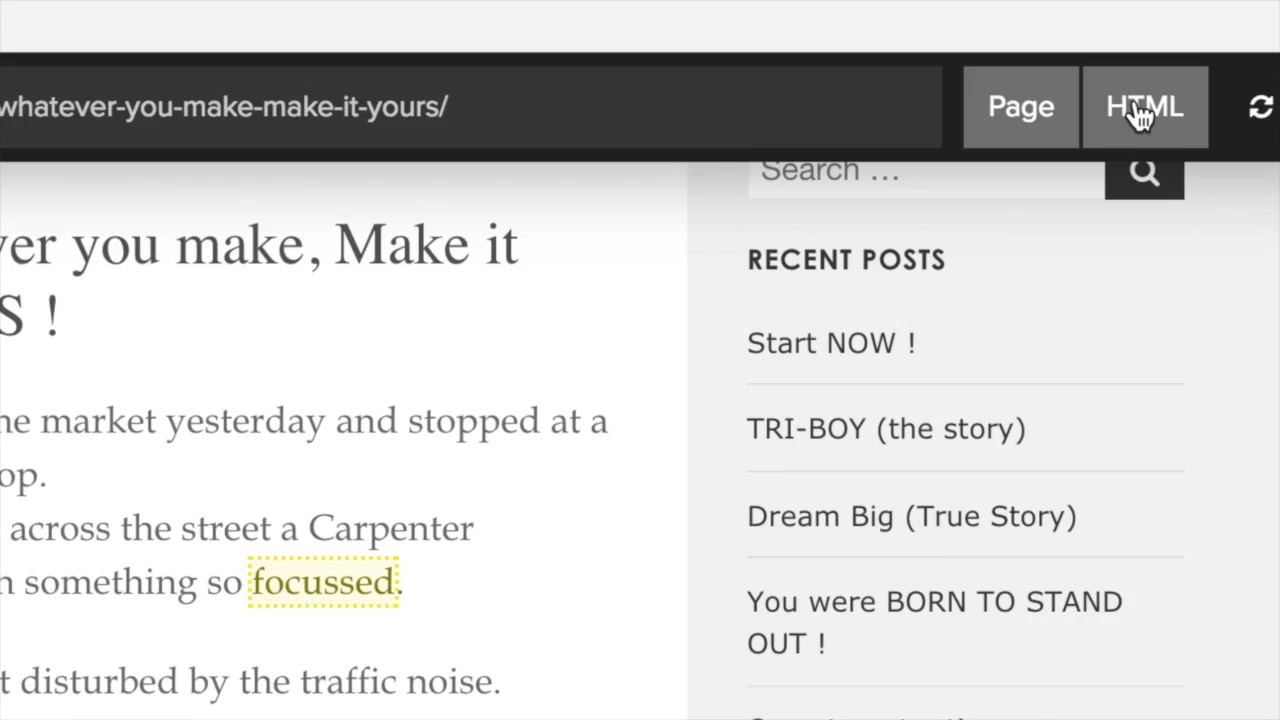 whatever-you-make-make-it-yours/
Page
HTML
Search ...
you make, Make it
S !
RECENT POSTS
Start NOW !
TRI-BOY (the story)
Dream Big (True Story)
You were BORN TO STAND
OUT !
market yesterday and stopped at a
across the street a Carpenter
something so focussed.
disturbed by the traffic noise.